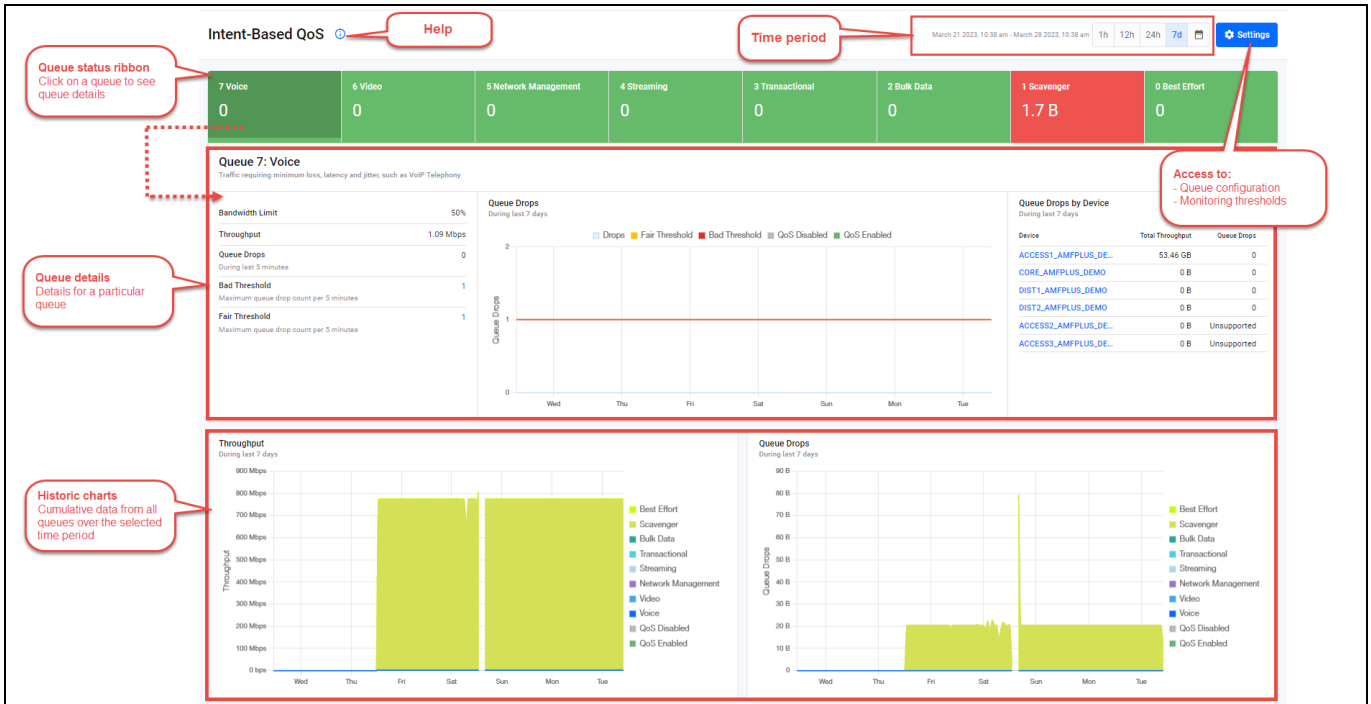 Intent-Based QoS
Help
Time period
March 21 2023, 10:38 am - March 28 2023, 10:38 am
1h
12h
24h
7d
Settings
Queue status ribbon
Click on a queue to see
queue details
7 Voice
0
6 Video
0
5 Network Management
0
4 Streaming
0
3 Transactional
0
2 Bulk Data
0
1 Scavenger
1.7 B
0 Best Effort
0
Access to:
- Queue configuration
- Monitoring thresholds
Queue details
Details for a particular
queue
Queue 7: Voice
Traffic requiring minimum loss, latency and jitter, such as VoIP Telephony
Bandwidth Limit 50%
Throughput 1.09 Mbps
Queue Drops 0
During last 5 minutes
Bad Threshold 1
Maximum queue drop count per 5 minutes
Fair Threshold 1
Maximum queue drop count per 5 minutes
Queue Drops
During last 7 days
Drops Fair Threshold Bad Threshold QoS Disabled QoS Enabled
2
1
0
Queue Drops
Wed Thu Fri Sat Sun Mon Tue
Queue Drops by Device
During last 7 days
Device Total Throughput Queue Drops
ACCESS1_AMFPLUS_DE... 53.46 GB 0
CORE_AMFPLUS_DEMO 0 B 0
DIST1_AMFPLUS_DEMO 0 B 0
DIST2_AMFPLUS_DEMO 0 B 0
ACCESS2_AMFPLUS_DE... 0 B Unsupported
ACCESS3_AMFPLUS_DE... 0 B Unsupported
Historic charts
Cumulative data from all
queues over the selected
time period
Throughput
During last 7 days
900 Mbps
800 Mbps
700 Mbps
600 Mbps
500 Mbps
400 Mbps
300 Mbps
200 Mbps
100 Mbps
0 bps
Throughput
Wed Thu Fri Sat Sun Mon Tue
Best Effort
Scavenger
Bulk Data
Transactional
Streaming
Network Management
Video
Voice
QoS Disabled
QoS Enabled
Queue Drops
During last 7 days
90 B
80 B
70 B
60 B
50 B
40 B
30 B
20 B
10 B
0
Queue Drops
Wed Thu Fri Sat Sun Mon Tue
Best Effort
Scavenger
Bulk Data
Transactional
Streaming
Network Management
Video
Voice
QoS Disabled
QoS Enabled